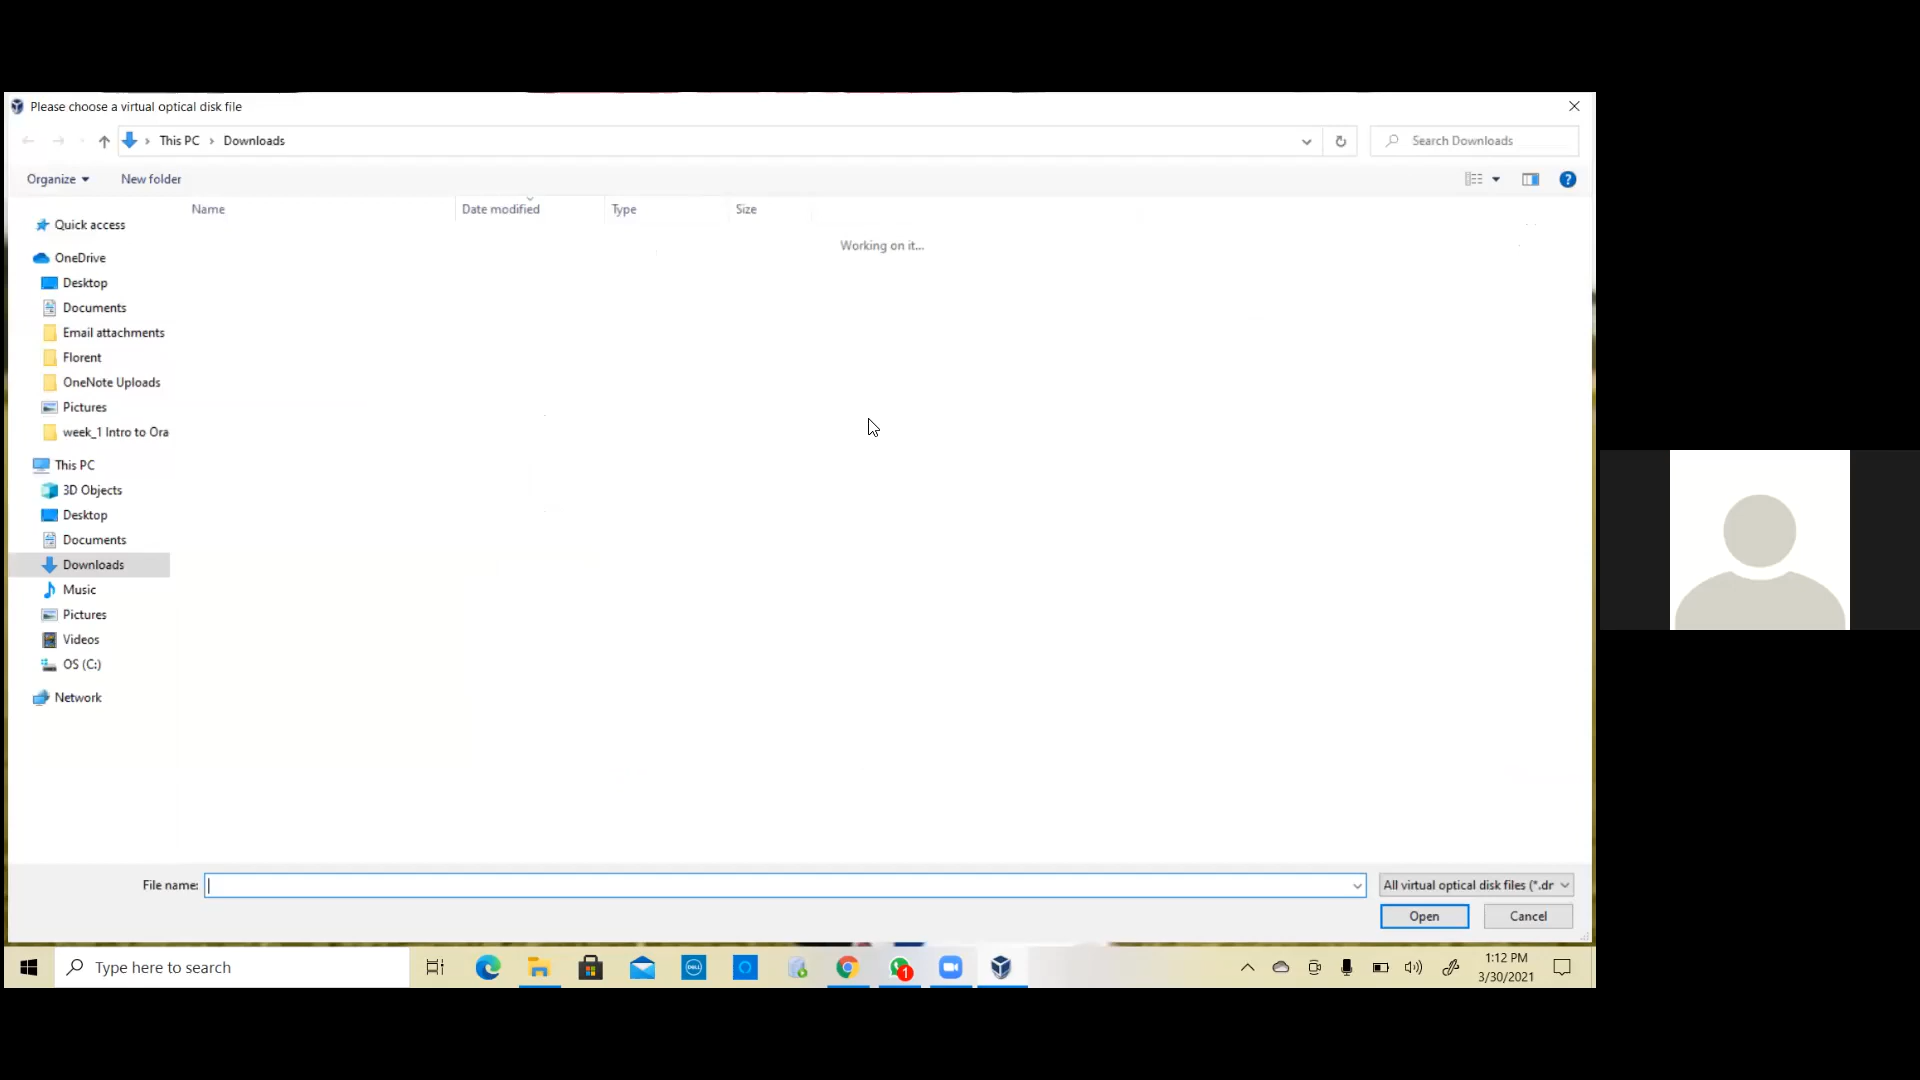 Please choose a virtual optical disk file
This PC > Downloads
Search Downloads
Organize
New folder
Name
Date modified
Type
Size
Working on it...
Quick access
OneDrive
Desktop
Documents
Email attachments
Florent
OneNote Uploads
Pictures
week_1 Intro to Ora
This PC
3D Objects
Desktop
Documents
Downloads
Music
Pictures
Videos
OS (C:)
Network
File name:
All virtual optical disk files (*.dr
Open
Cancel
Type here to search
DELL
1
1:12 PM
3/30/2021